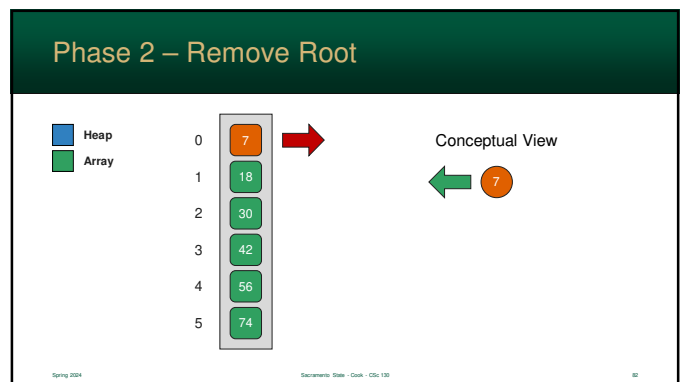 Phase 2 – Remove Root
Heap
Array
0 7
1 18
2 30
3 42
4 56
5 74
Conceptual View
7
Spring 2024 Sacramento State - Cook - CSc 130 82